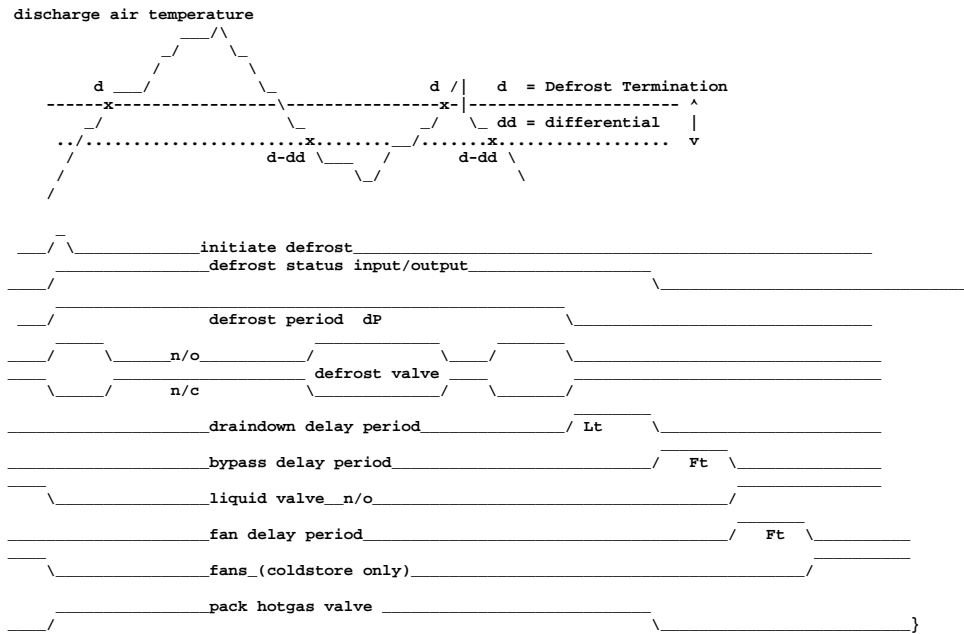 discharge air temperature
d d d = Defrost Termination
x x ^
dd = differential
x x v
d-dd d-dd
initiate defrost
defrost status input/output
defrost period dP
n/o
defrost valve
n/c
draindown delay period Lt
bypass delay period Ft
liquid valve__n/o
fan delay period Ft
fans_(coldstore only)
pack hotgas valve
}